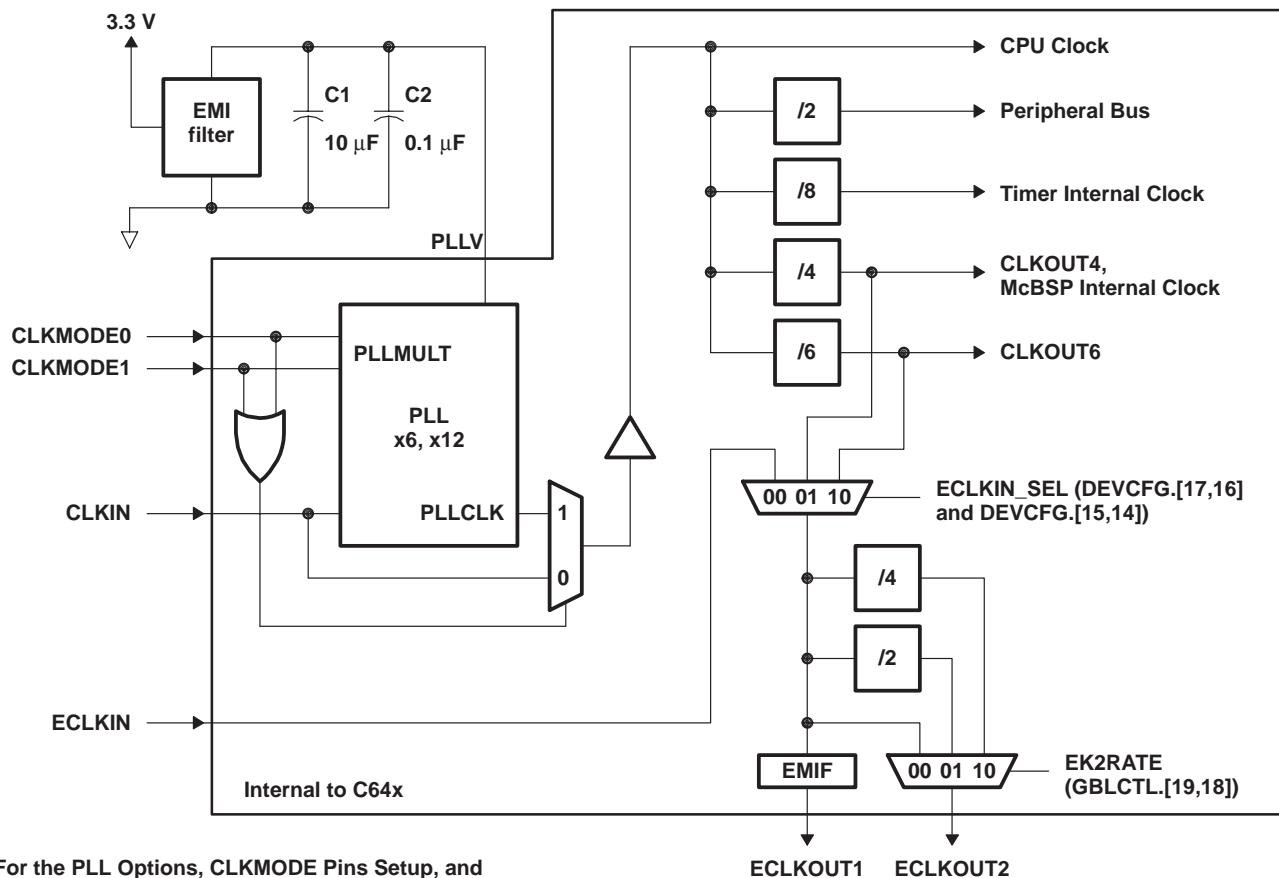 3.3 V
CPU Clock
EMI
filter
C1
C2
10 μF
0.1 μF
/2
Peripheral Bus
/8
Timer Internal Clock
PLLV
/4
CLKOUT4,
McBSP Internal Clock
CLKMODE0
CLKMODE1
PLLMULT
/6
CLKOUT6
PLL
x6, x12
00 01 10
ECLKIN_SEL (DEVCFG.[17,16]
and DEVCFG.[15,14])
CLKIN
PLLCLK
1
0
/4
/2
ECLKIN
EMIF
00 01 10
EK2RATE
(GBLCTL.[19,18])
Internal to C64x
For the PLL Options, CLKMODE Pins Setup, and
ECLKOUT1
ECLKOUT2